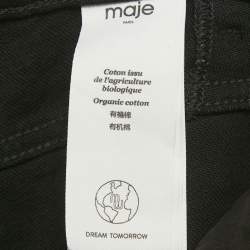 maje
PARIS
Coton issu
de l'agriculture
biologique
Organic cotton
有機棉
有机棉
DREAM TOMORROW